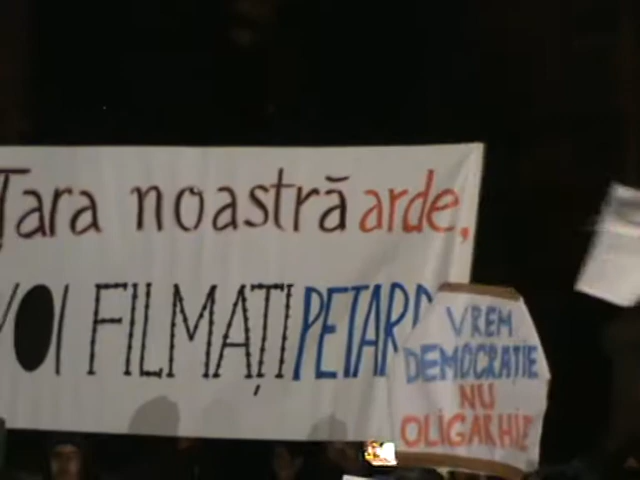 Țara noastră arde,
VOI FILMAȚI PETARD
VREM
DEMOCRAȚIE
NU
OLIGARHIE